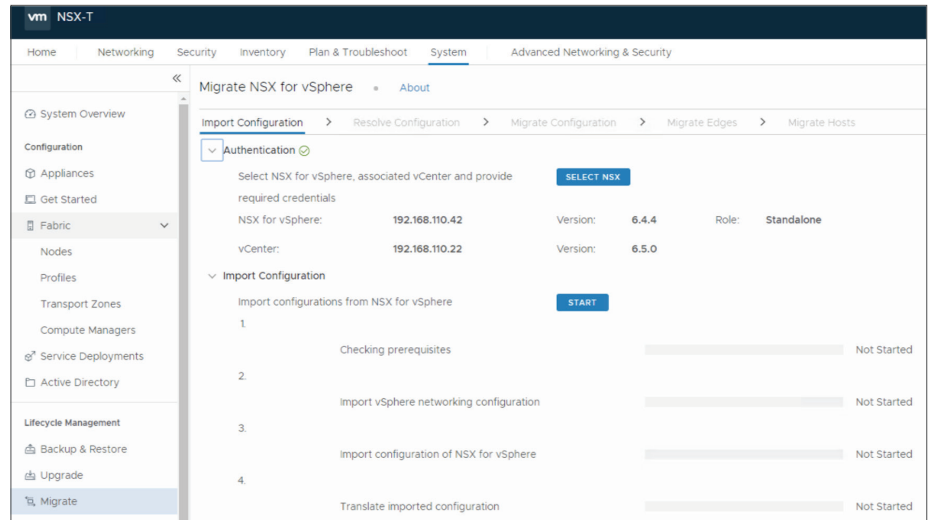 vm NSX-T
Home Networking Security Inventory Plan & Troubleshoot System Advanced Networking & Security
«
System Overview
Configuration
Appliances
Get Started
Fabric
Nodes
Profiles
Transport Zones
Compute Managers
Service Deployments
Active Directory
Lifecycle Management
Backup & Restore
Upgrade
Migrate
Migrate NSX for vSphere About
Import Configuration > Resolve Configuration > Migrate Configuration > Migrate Edges > Migrate Hosts
Authentication
Select NSX for vSphere, associated vCenter and provide SELECT NSX
required credentials
NSX for vSphere: 192.168.110.42 Version: 6.4.4 Role: Standalone
vCenter: 192.168.110.22 Version: 6.5.0
Import Configuration
Import configurations from NSX for vSphere START
1.
Checking prerequisites Not Started
2.
Import vSphere networking configuration Not Started
3.
Import configuration of NSX for vSphere Not Started
4.
Translate imported configuration Not Started